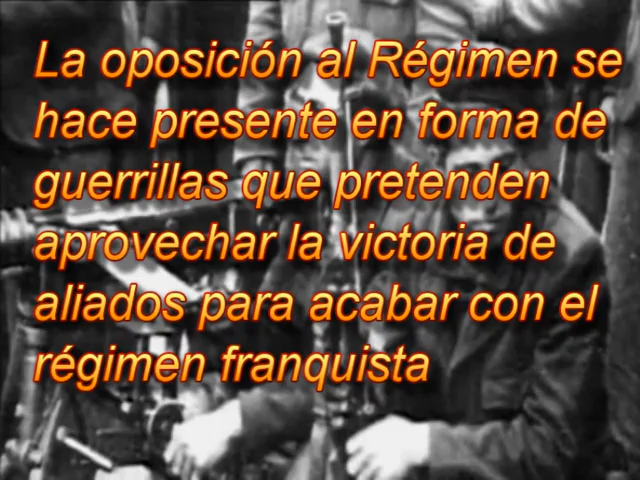 La oposición al Régimen se
hace presente en forma de
guerrillas que pretenden
aprovechar la victoria de
aliados para acabar con el
régimen franquista